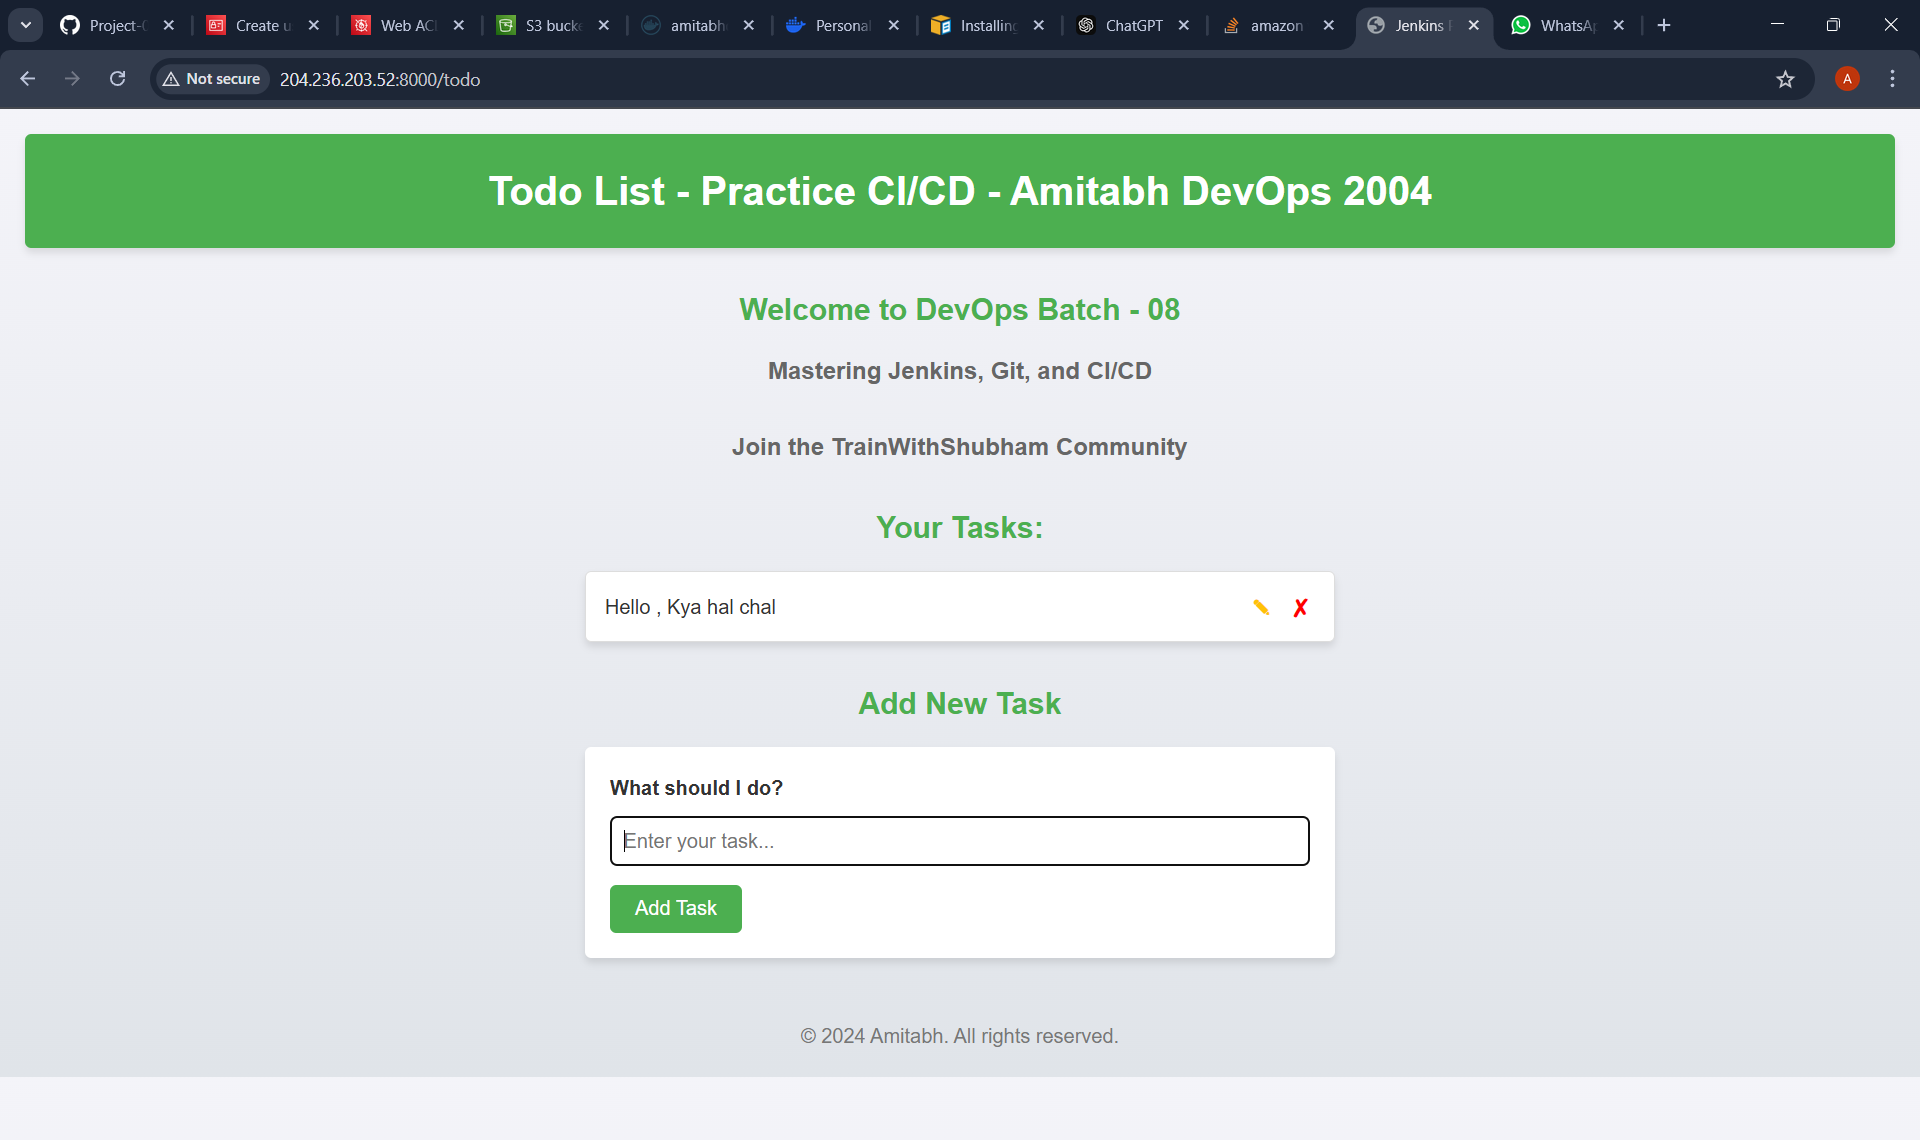 Project-
Create u
Web AC
S3 bucke
amitabh
Personal
Installing
ChatGPT
amazon
Jenkins
WhatsAp
Not secure
204.236.203.52:8000/todo
A
Todo List - Practice CI/CD - Amitabh DevOps 2004
Welcome to DevOps Batch - 08
Mastering Jenkins, Git, and CI/CD
Join the TrainWithShubham Community
Your Tasks:
Hello , Kya hal chal
Add New Task
What should I do?
Enter your task...
Add Task
© 2024 Amitabh. All rights reserved.